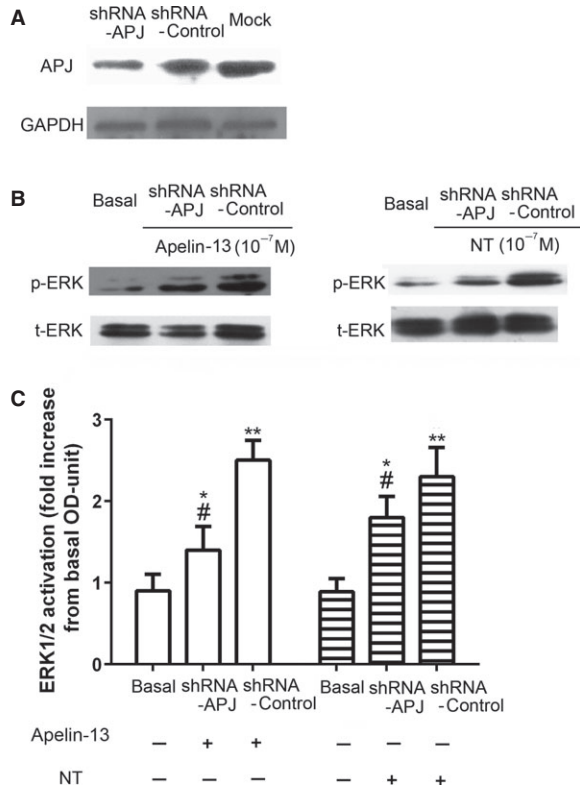 A
shRNA shRNA Mock
-APJ -Control
APJ
GAPDH
B
Basal shRNA shRNA
-APJ -Control
Apelin-13 (10⁻⁷M)
p-ERK
t-ERK
Basal shRNA shRNA
-APJ -Control
NT (10⁻⁷M)
p-ERK
t-ERK
C
ERK1/2 activation (fold increase
from basal OD-unit)
3
2
1
0
* # ** * # **
Basal shRNA shRNA Basal shRNA shRNA
-APJ -Control -APJ -Control
Apelin-13 – + + – – –
NT – – – – + +